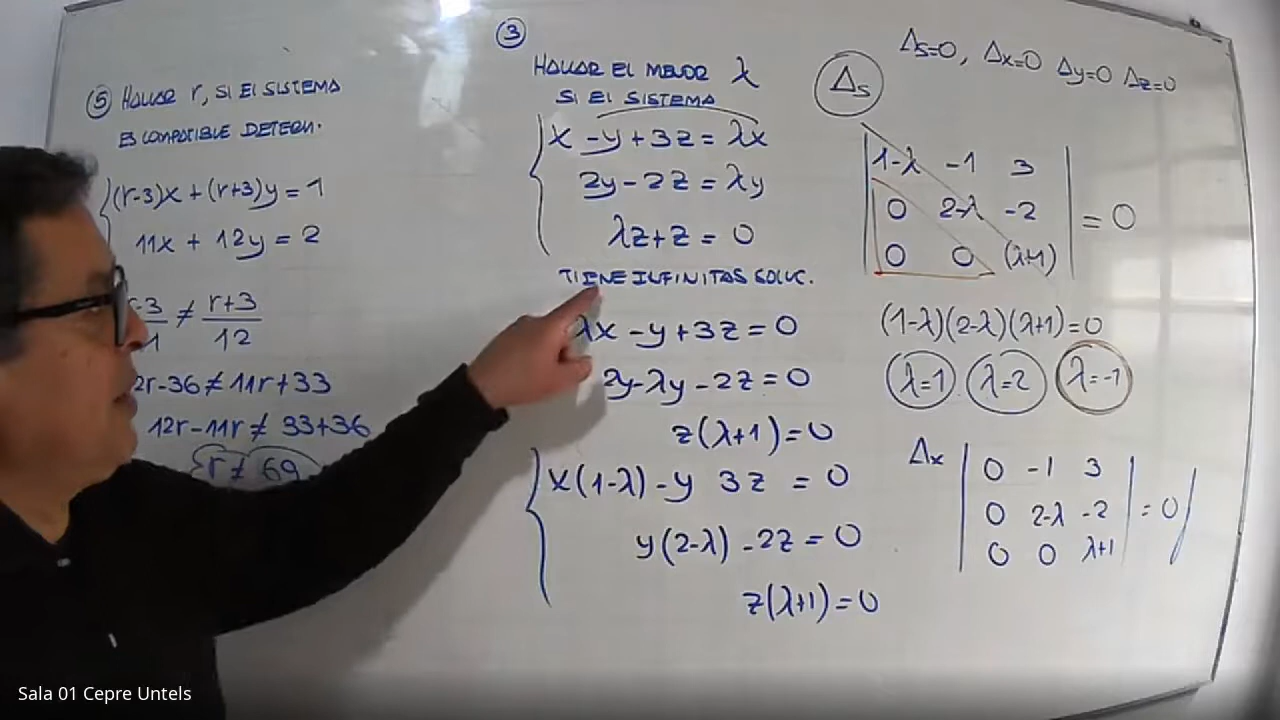 ⑤ HALLAR r, SI EL SISTEMA
ES COMPATIBLE DETERM.
(r-3)x + (r+3)y = 1
11x + 12y = 2
r-3 ≠ r+3
1 12
2r-36 ≠ 11r+33
12r-11r ≠ 33+36
r ≠ 69
③
HALLAR EL MENOR λ
SI EL SISTEMA
x -y + 3z = λx
2y - 2z = λy
λz+z = 0
TIENE INFINITAS SOLUC.
λx -y + 3z = 0
2y-λy - 2z = 0
z(λ+1) = 0
x(1-λ) - y 3z = 0
y(2-λ) - 2z = 0
z(λ+1) = 0
Δs=0, Δx=0 Δy=0 Δz=0
Δs
1-λ -1 3
0 2-λ -2 = 0
0 0 (λ+1)
(1-λ)(2-λ)(λ+1)=0
λ=1 λ=2 λ=-1
Δx
0 -1 3
0 2-λ -2 = 0
0 0 λ+1
Sala 01 Cepre Untels